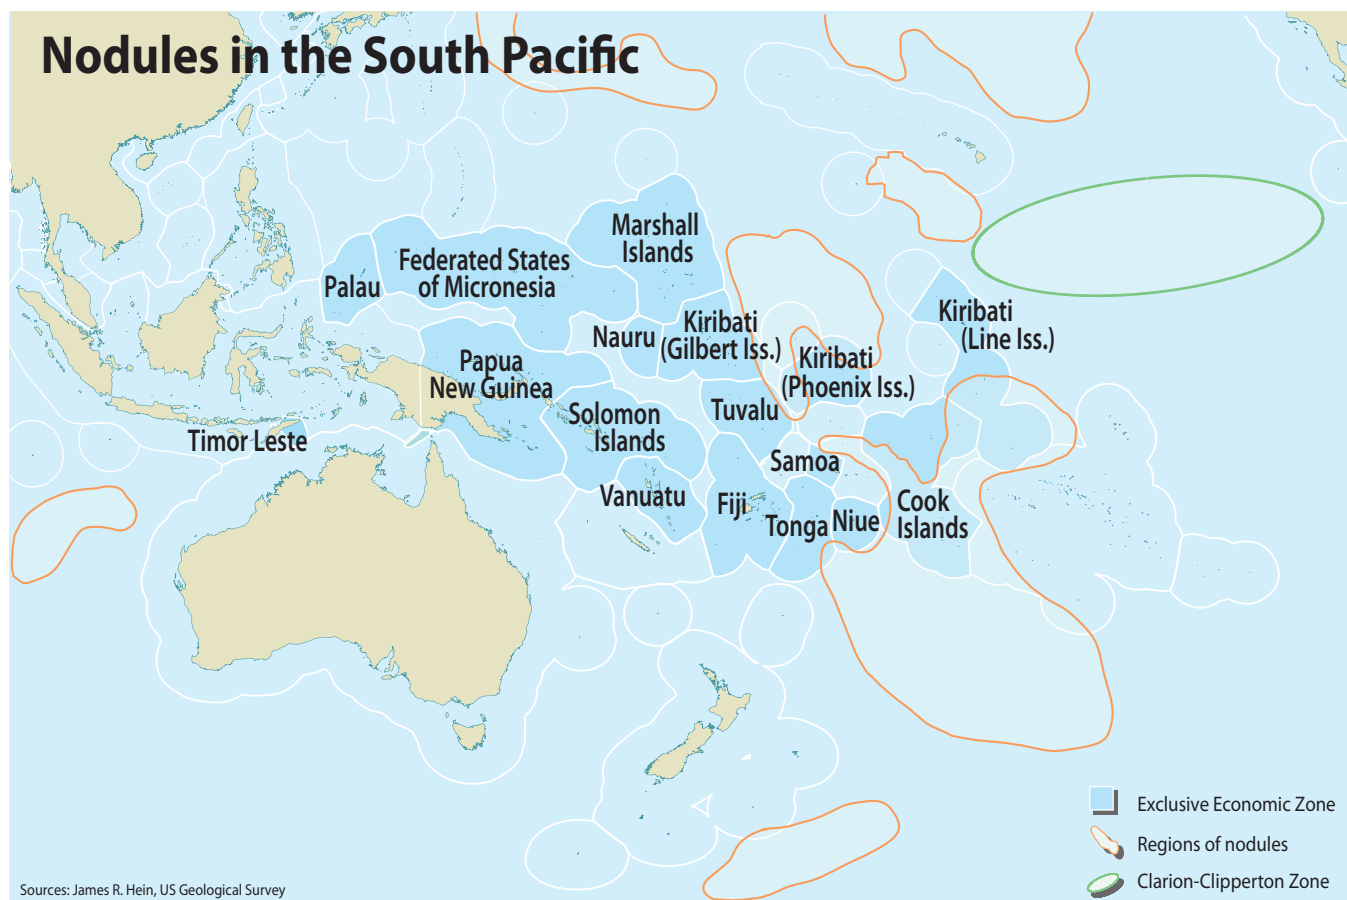 Nodules in the South Pacific
Marshall
Islands
Federated States
of Micronesia
Palau
Kiribati
(Line Iss.)
Nauru
Kiribati
(Gilbert Iss.)
Kiribati
(Phoenix Iss.)
Papua
New Guinea
Tuvalu
Solomon
Islands
Timor Leste
Samoa
Vanuatu
Fiji
Tonga
Niue
Cook
Islands
Exclusive Economic Zone
Regions of nodules
Clarion-Clipperton Zone
Sources: James R. Hein, US Geological Survey